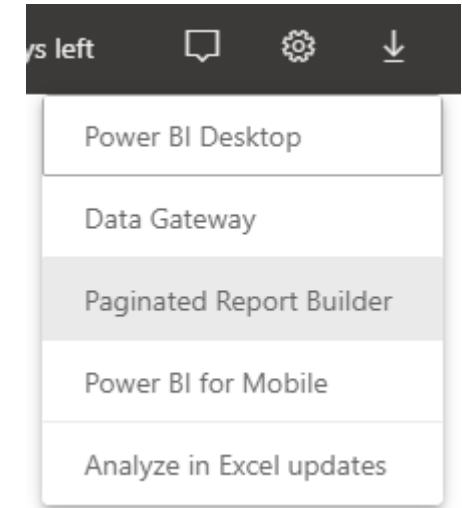 ys left
Power BI Desktop
Data Gateway
Paginated Report Builder
Power BI for Mobile
Analyze in Excel updates